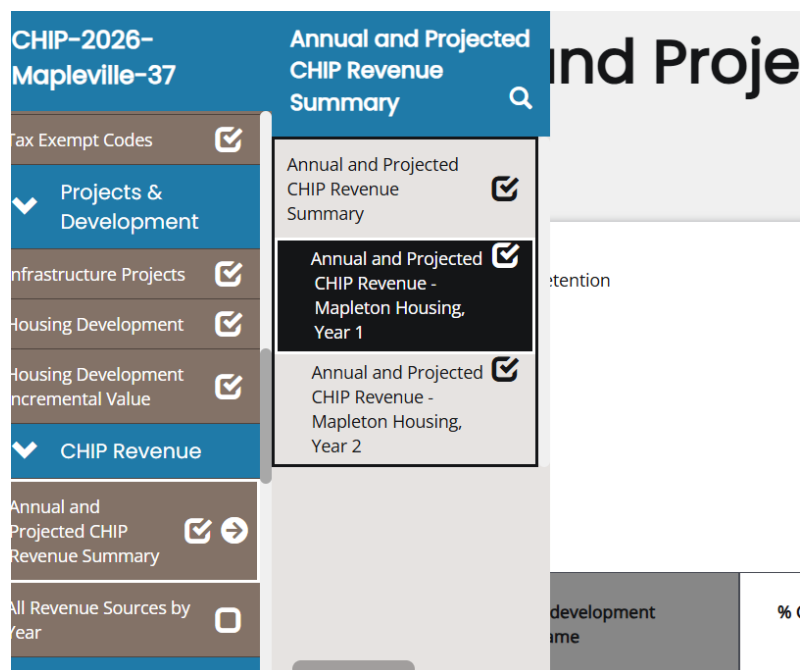 CHIP-2026-
Mapleville-37
Tax Exempt Codes
Projects &
Development
nfrastructure Projects
Housing Development
Housing Development
ncremental Value
CHIP Revenue
Annual and
Projected CHIP
Revenue Summary
All Revenue Sources by
Year
Annual and Projected
CHIP Revenue
Summary
Annual and Projected
CHIP Revenue
Summary
Annual and Projected
CHIP Revenue -
Mapleton Housing,
Year 1
Annual and Projected
CHIP Revenue -
Mapleton Housing,
Year 2
and Proje
etention
development
ame
% C